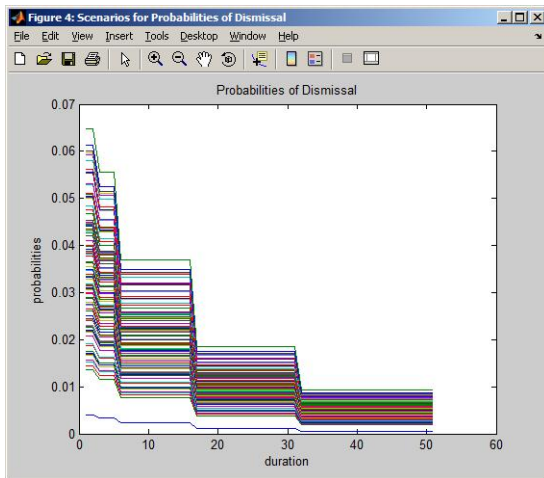 Figure 4: Scenarios for Probabilities of Dismissal
File Edit View Insert Tools Desktop Window Help
Probabilities of Dismissal
0.07
0.06
0.05
0.04
0.03
0.02
0.01
0
probabilities
0 10 20 30 40 50 60
duration